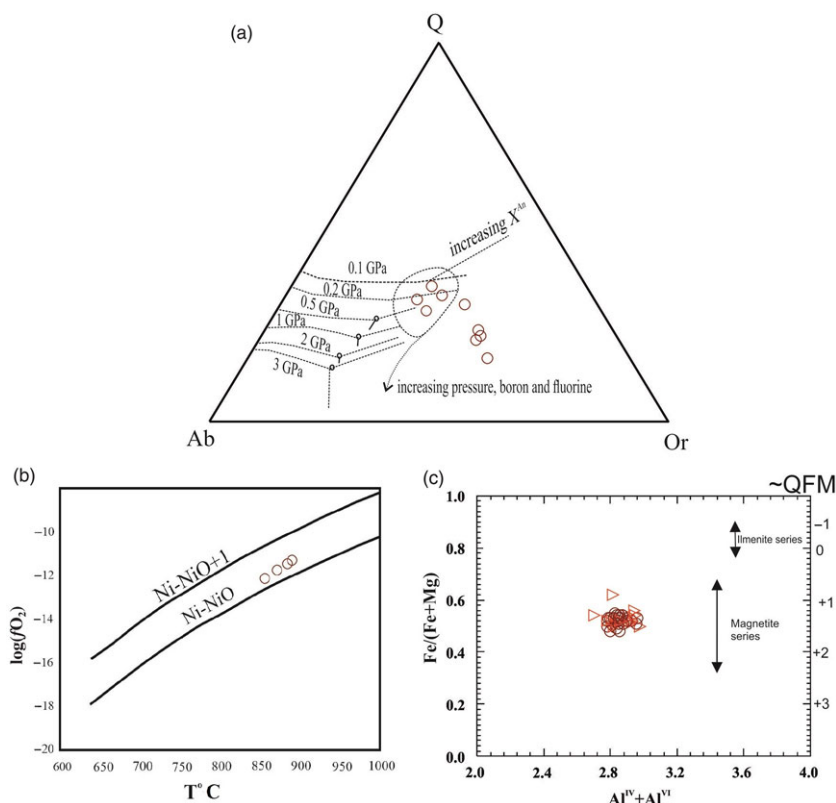 (a)
Q
increasing X^An
0.1 GPa
0.2 GPa
0.5 GPa
1 GPa
2 GPa
3 GPa
increasing pressure, boron and fluorine
Ab
Or
(b)
Ni-NiO+1
Ni-NiO
log(fO₂)
−10
−12
−14
−16
−18
−20
600
650
700
750
800
850
900
950
1000
T° C
(c)
~QFM
Fe/(Fe+Mg)
1.0
0.8
0.6
0.4
0.2
0.0
−1
0
+1
+2
+3
Ilmenite series
Magnetite
series
2.0
2.4
2.8
3.2
3.6
4.0
Al^IV+Al^VI